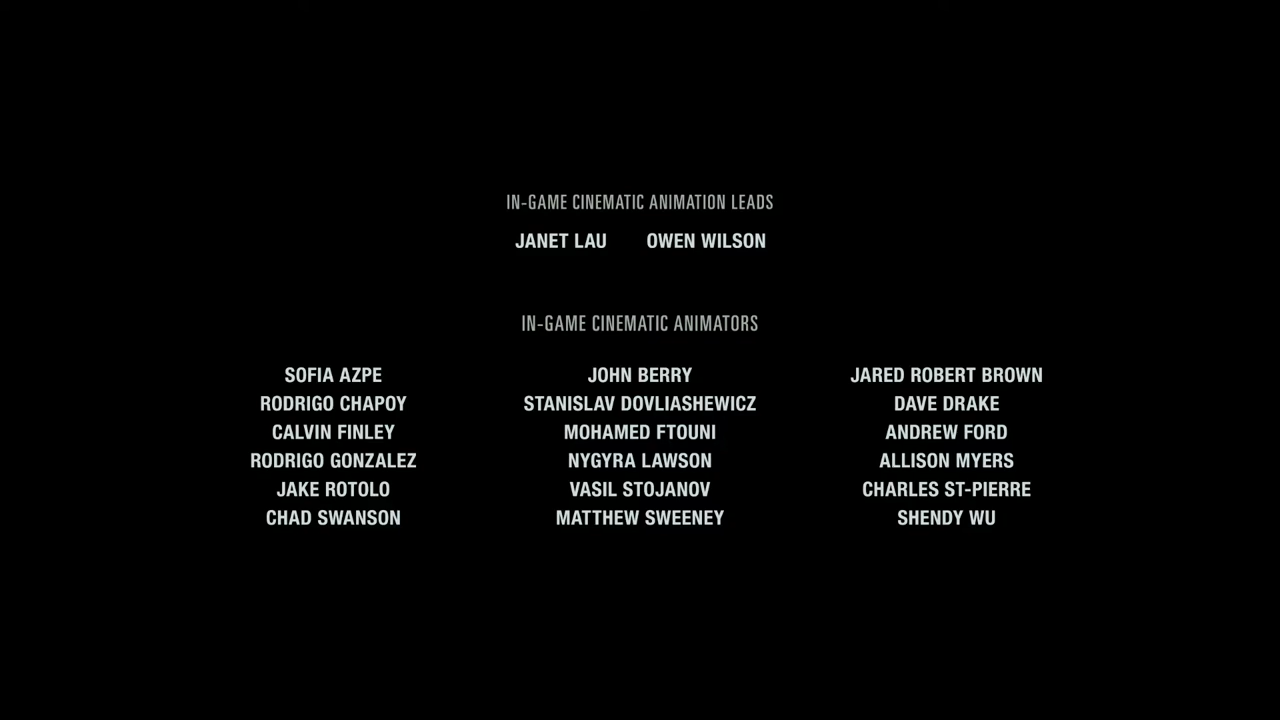 IN-GAME CINEMATIC ANIMATION LEADS
JANET LAU OWEN WILSON
IN-GAME CINEMATIC ANIMATORS
SOFIA AZPE JOHN BERRY JARED ROBERT BROWN
RODRIGO CHAPOY STANISLAV DOVLIASHEWICZ DAVE DRAKE
CALVIN FINLEY MOHAMED FTOUNI ANDREW FORD
RODRIGO GONZALEZ NYGYRA LAWSON ALLISON MYERS
JAKE ROTOLO VASIL STOJANOV CHARLES ST-PIERRE
CHAD SWANSON MATTHEW SWEENEY SHENDY WU